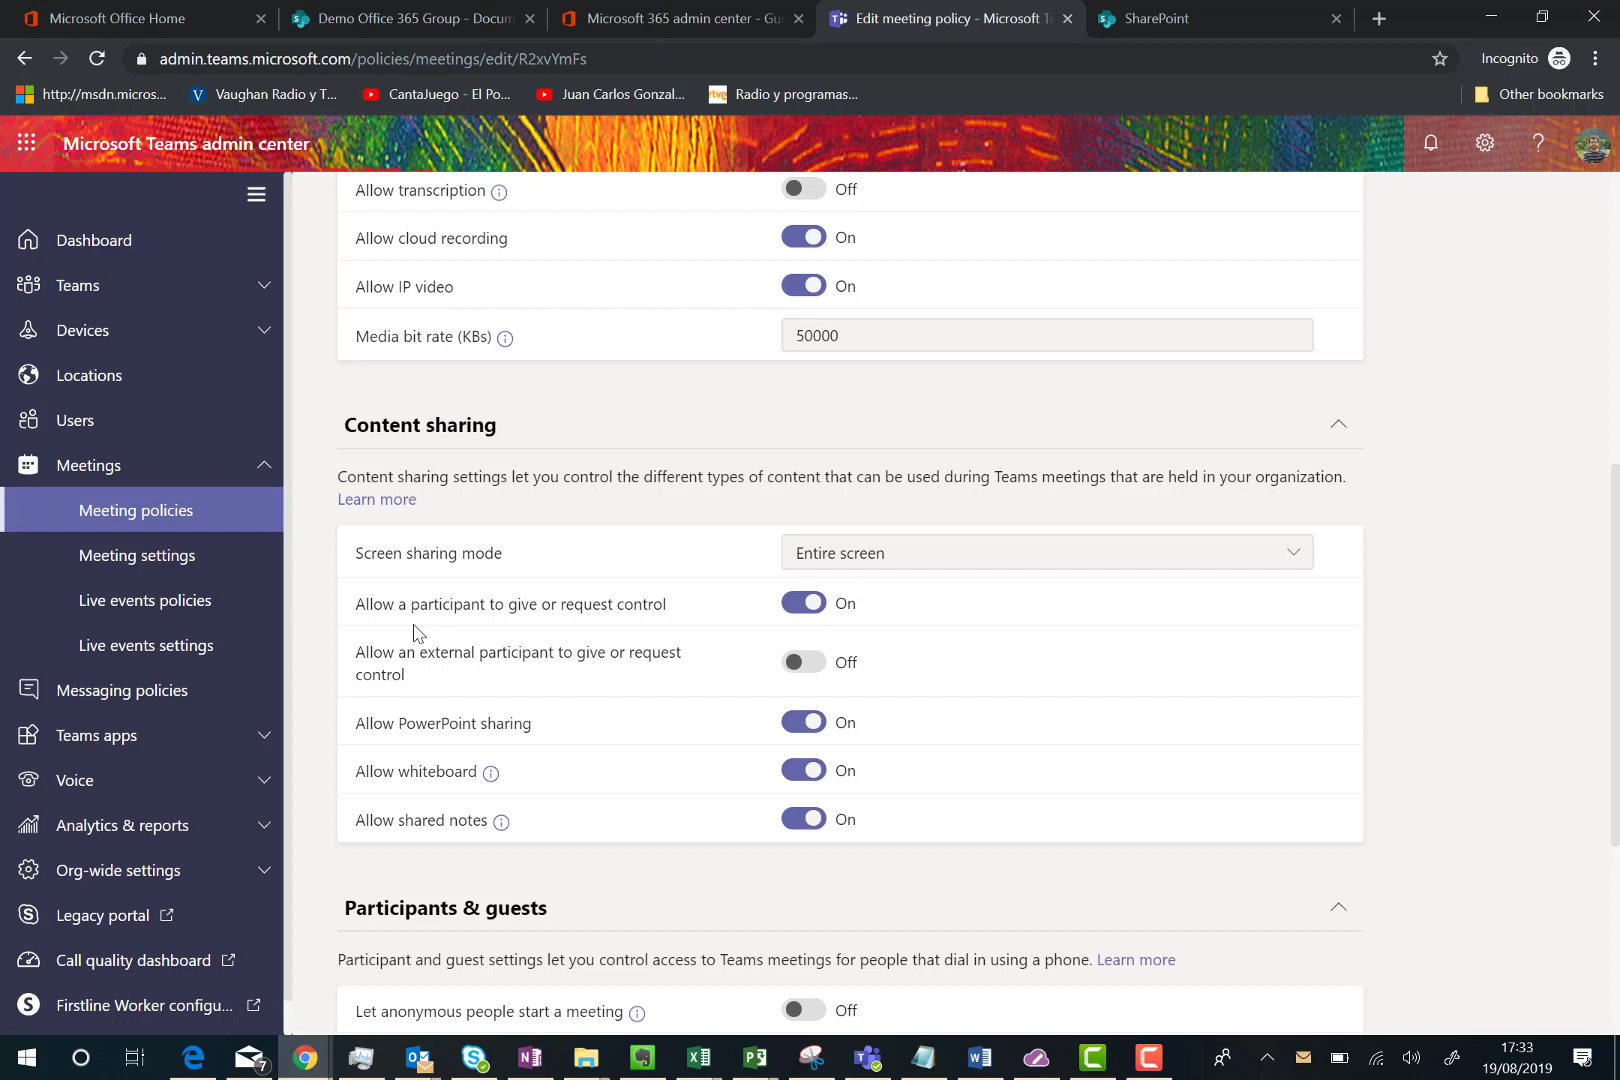 Microsoft Office Home
Demo Office 365 Group - Docum
Microsoft 365 admin center - Gu
Edit meeting policy - Microsoft Te
SharePoint
admin.teams.microsoft.com/policies/meetings/edit/R2xvYmFs
Incognito
http://msdn.micros...
Vaughan Radio y T...
CantaJuego - El Po...
Juan Carlos Gonzal...
Radio y programas...
Other bookmarks
Microsoft Teams admin center
Dashboard
Teams
Devices
Locations
Users
Meetings
Meeting policies
Meeting settings
Live events policies
Live events settings
Messaging policies
Teams apps
Voice
Analytics & reports
Org-wide settings
Legacy portal
Call quality dashboard
Firstline Worker configu...
Allow transcription
Off
Allow cloud recording
On
Allow IP video
On
Media bit rate (KBs)
50000
Content sharing
Content sharing settings let you control the different types of content that can be used during Teams meetings that are held in your organization.
Learn more
Screen sharing mode
Entire screen
Allow a participant to give or request control
On
Allow an external participant to give or request
control
Off
Allow PowerPoint sharing
On
Allow whiteboard
On
Allow shared notes
On
Participants & guests
Participant and guest settings let you control access to Teams meetings for people that dial in using a phone. Learn more
Let anonymous people start a meeting
Off
7
17:33
19/08/2019